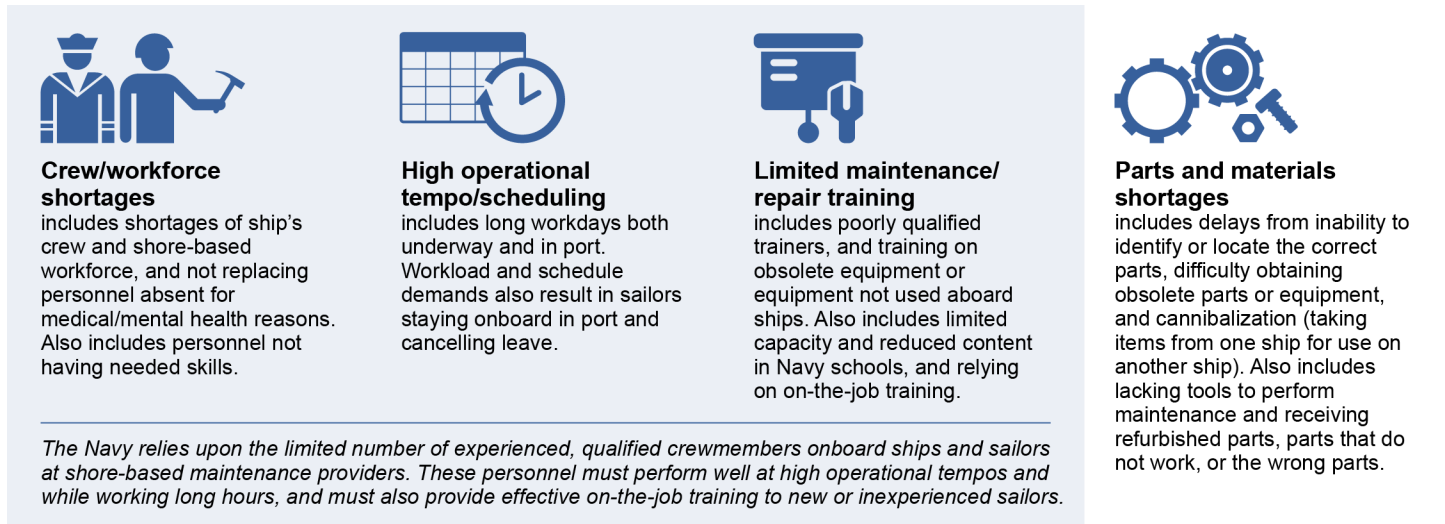 Crew/workforce
shortages
includes shortages of ship’s
crew and shore-based
workforce, and not replacing
personnel absent for
medical/mental health reasons.
Also includes personnel not
having needed skills.
High operational
tempo/scheduling
includes long workdays both
underway and in port.
Workload and schedule
demands also result in sailors
staying onboard in port and
cancelling leave.
Limited maintenance/
repair training
includes poorly qualified
trainers, and training on
obsolete equipment or
equipment not used aboard
ships. Also includes limited
capacity and reduced content
in Navy schools, and relying
on on-the-job training.
The Navy relies upon the limited number of experienced, qualified crewmembers onboard ships and sailors
at shore-based maintenance providers. These personnel must perform well at high operational tempos and
while working long hours, and must also provide effective on-the-job training to new or inexperienced sailors.
Parts and materials
shortages
includes delays from inability to
identify or locate the correct
parts, difficulty obtaining
obsolete parts or equipment,
and cannibalization (taking
items from one ship for use on
another ship). Also includes
lacking tools to perform
maintenance and receiving
refurbished parts, parts that do
not work, or the wrong parts.